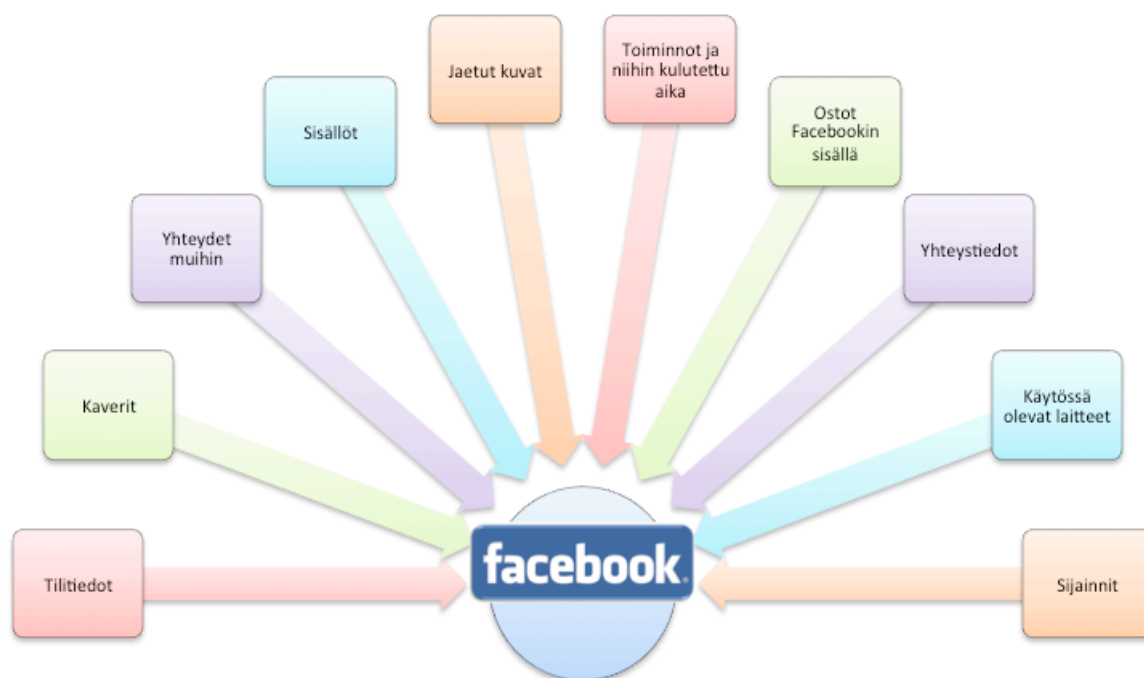 Tilitiedot
Kaverit
Yhteydet
muihin
Sisällöt
Jaetut kuvat
Toiminnot ja
niihin kulutettu
aika
Ostot
Facebookin
sisällä
Yhteystiedot
Käytössä
olevat laitteet
Sijainnit
facebook